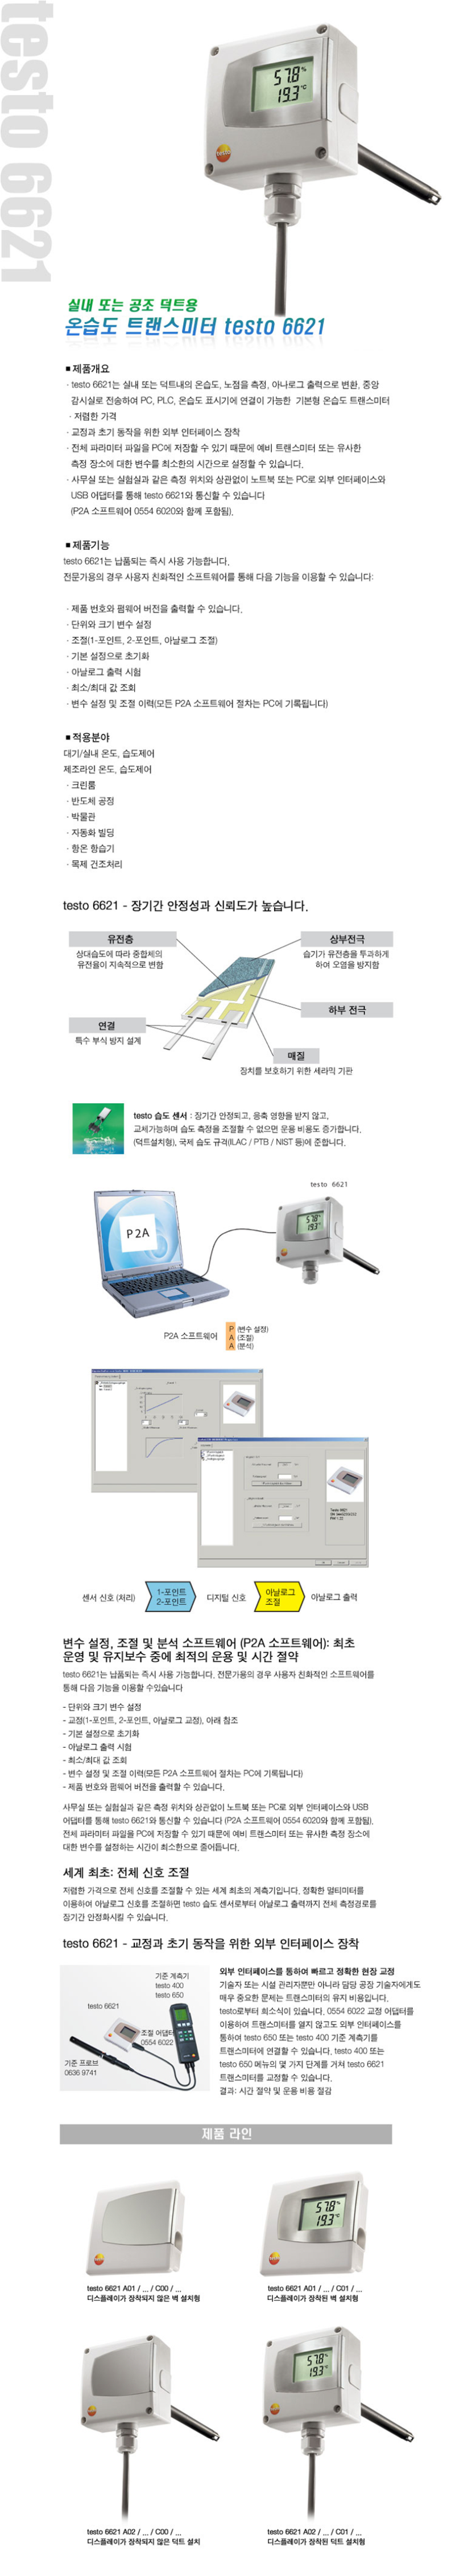 testo 6621
57.8%
19.3°C
testo
실내 또는 공조 덕트용
온습도 트랜스미터 testo 6621
■ 제품개요
· testo 6621는 실내 또는 덕트내의 온습도, 노점을 측정, 아나로그 출력으로 변환, 중앙
감시실로 전송하여 PC, PLC, 온습도 표시기에 연결이 가능한 기본형 온습도 트랜스미터
· 저렴한 가격
· 교정과 초기 동작을 위한 외부 인터페이스 장착
· 전체 파라미터 파일을 PC에 저장할 수 있기 때문에 예비 트랜스미터 또는 유사한
측정 장소에 대한 변수를 최소한의 시간으로 설정할 수 있습니다.
· 사무실 또는 실험실과 같은 측정 위치와 상관없이 노트북 또는 PC로 외부 인터페이스와
USB 어댑터를 통해 testo 6621와 통신할 수 있습니다
(P2A 소프트웨어 0554 6020와 함께 포함됨).
■ 제품기능
testo 6621는 납품되는 즉시 사용 가능합니다.
전문가용의 경우 사용자 친화적인 소프트웨어를 통해 다음 기능을 이용할 수 있습니다:
· 제품 번호와 펌웨어 버전을 출력할 수 있습니다.
· 단위와 크기 변수 설정
· 조절(1-포인트, 2-포인트, 아날로그 조절)
· 기본 설정으로 초기화
· 아날로그 출력 시험
· 최소/최대 값 조회
· 변수 설정 및 조절 이력(모든 P2A 소프트웨어 절차는 PC에 기록됩니다)
■ 적용분야
대기/실내 온도, 습도제어
제조라인 온도, 습도제어
· 크린룸
· 반도체 공정
· 박물관
· 자동화 빌딩
· 항온 항습기
· 목제 건조처리
testo 6621 - 장기간 안정성과 신뢰도가 높습니다.
유전층
상대습도에 따라 중합체의
유전율이 지속적으로 변함
상부전극
습기가 유전층을 투과하게
하여 오염을 방지함
하부 전극
연결
특수 부식 방지 설계
매질
장치를 보호하기 위한 세라믹 기판
testo 습도 센서 : 장기간 안정되고, 응축 영향을 받지 않고,
교체가능하며 습도 측정을 조절할 수 없으면 운용 비용도 증가합니다.
(덕트설치형), 국제 습도 규격(ILAC / PTB / NIST 등)에 준합니다.
testo 6621
P2A
57.8%
19.3°C
P2A 소프트웨어
P (변수 설정)
A (조절)
A (분석)
센서 신호 (처리)
1-포인트
2-포인트
디지털 신호
아날로그
조절
아날로그 출력
변수 설정, 조절 및 분석 소프트웨어 (P2A 소프트웨어): 최초
운영 및 유지보수 중에 최적의 운용 및 시간 절약
testo 6621는 납품되는 즉시 사용 가능합니다. 전문가용의 경우 사용자 친화적인 소프트웨어를
통해 다음 기능을 이용할 수있습니다
- 단위와 크기 변수 설정
- 교정(1-포인트, 2-포인트, 아날로그 교정), 아래 참조
- 기본 설정으로 초기화
- 아날로그 출력 시험
- 최소/최대 값 조회
- 변수 설정 및 조절 이력(모든 P2A 소프트웨어 절차는 PC에 기록됩니다)
- 제품 번호와 펌웨어 버전을 출력할 수 있습니다.
사무실 또는 실험실과 같은 측정 위치와 상관없이 노트북 또는 PC로 외부 인터페이스와 USB
어댑터를 통해 testo 6621와 통신할 수 있습니다 (P2A 소프트웨어 0554 6020와 함께 포함됨).
전체 파라미터 파일을 PC에 저장할 수 있기 때문에 예비 트랜스미터 또는 유사한 측정 장소에
대한 변수를 설정하는 시간이 최소한으로 줄어듭니다.
세계 최초: 전체 신호 조절
저렴한 가격으로 전체 신호를 조절할 수 있는 세계 최초의 계측기입니다. 정확한 멀티미터를
이용하여 아날로그 신호를 조절하면 testo 습도 센서로부터 아날로그 출력까지 전체 측정경로를
장기간 안정화시킬 수 있습니다.
testo 6621 - 교정과 초기 동작을 위한 외부 인터페이스 장착
기준 계측기
testo 400
testo 650
testo 6621
조절 어댑터
0554 6022
기준 프로브
0636 9741
외부 인터페이스를 통하여 빠르고 정확한 현장 교정
기술자 또는 시설 관리자뿐만 아니라 담당 공장 기술자에게도
매우 중요한 문제는 트랜스미터의 유지 비용입니다.
testo로부터 희소식이 있습니다. 0554 6022 교정 어댑터를
이용하여 트랜스미터를 열지 않고도 외부 인터페이스를
통하여 testo 650 또는 testo 400 기준 계측기를
트랜스미터에 연결할 수 있습니다. testo 400 또는
testo 650 메뉴의 몇 가지 단계를 거쳐 testo 6621
트랜스미터를 교정할 수 있습니다.
결과: 시간 절약 및 운용 비용 절감
제품 라인
57.8%
19.3°C
testo 6621 A01 / ... / C00 / ...
디스플레이가 장착되지 않은 벽 설치형
testo 6621 A01 / ... / C01 / ...
디스플레이가 장착된 벽 설치형
57.8%
19.3°C
testo 6621 A02 / ... / C00 / ...
디스플레이가 장착되지 않은 덕트 설치
testo 6621 A02 / ... / C01 / ...
디스플레이가 장착된 덕트 설치형